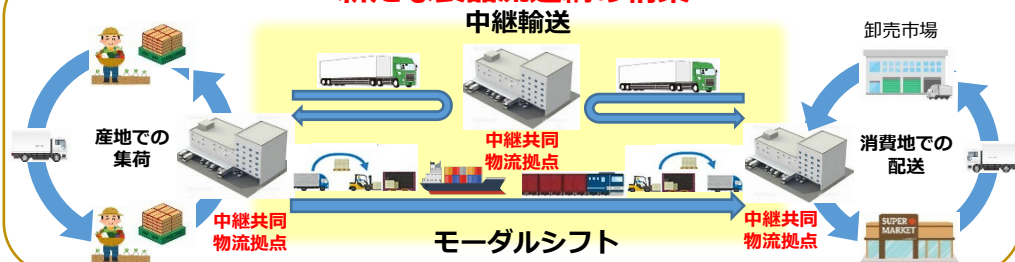 中継輸送
卸売市場
産地での
集荷
中継共同
物流拠点
消費地での
配送
中継共同
物流拠点
モーダルシフト
中継共同
物流拠点
SUPER
MARKET